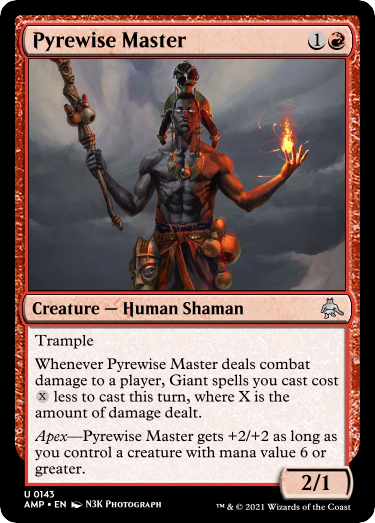 Pyrewise Master 1
Creature — Human Shaman
Trample
Whenever Pyrewise Master deals combat
damage to a player, Giant spells you cast cost
X less to cast this turn, where X is the
amount of damage dealt.
Apex—Pyrewise Master gets +2/+2 as long as
you control a creature with mana value 6 or
greater.
2/1
U 0143
AMP • EN N3K Photograph
™ & © 2021 Wizards of the Coast